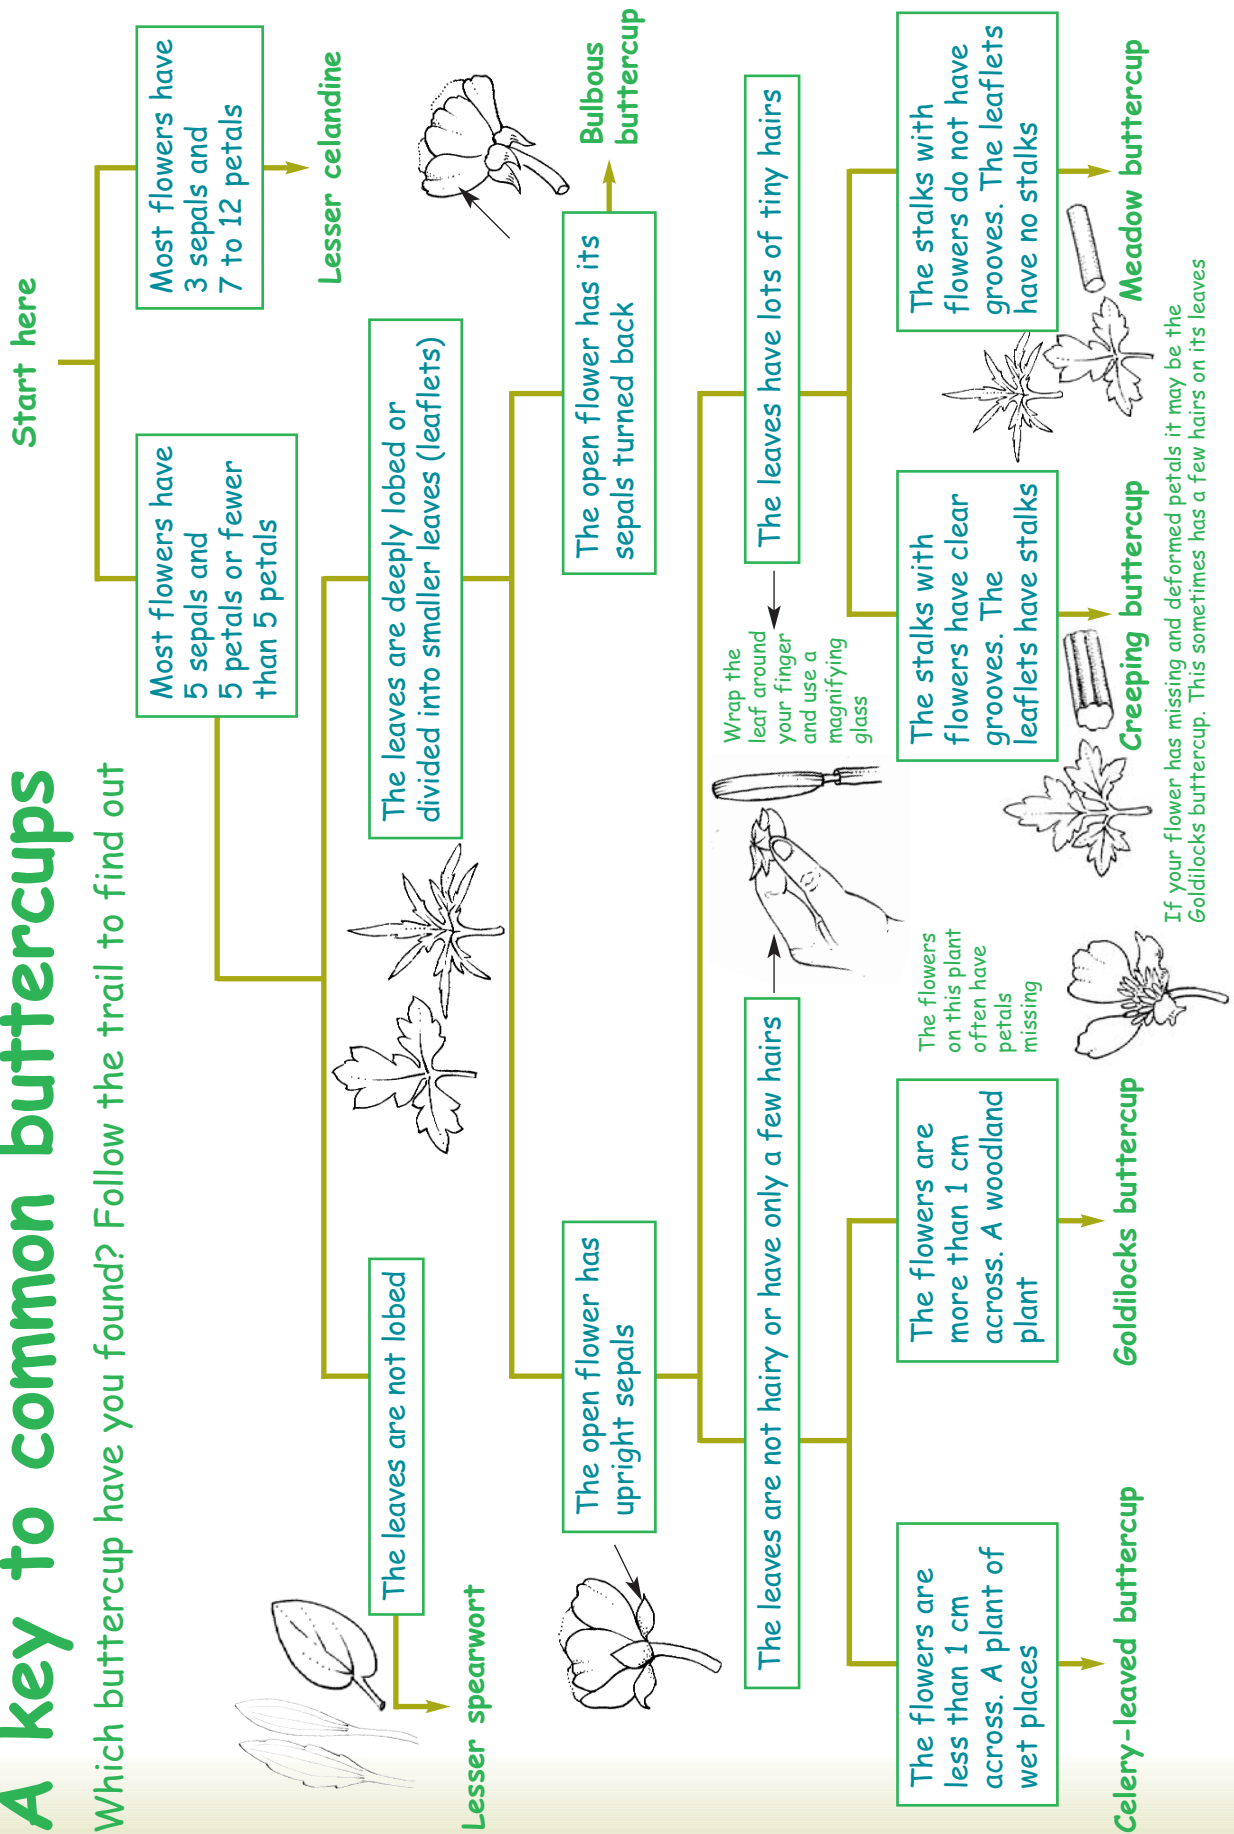 A key to common buttercups
Which buttercup have you found? Follow the trail to find out
Start here
Most flowers have
5 sepals and
5 petals or fewer
than 5 petals
Most flowers have
3 sepals and
7 to 12 petals
Lesser celandine
The leaves are not lobed
Lesser spearwort
The leaves are deeply lobed or
divided into smaller leaves (leaflets)
The open flower has
upright sepals
The open flower has its
sepals turned back
Bulbous
buttercup
The leaves are not hairy or have only a few hairs
Wrap the
leaf around
your finger
and use a
magnifying
glass
The leaves have lots of tiny hairs
The flowers are
less than 1 cm
across. A plant of
wet places
Celery-leaved buttercup
The flowers are
more than 1 cm
across. A woodland
plant
Goldilocks buttercup
The flowers
on this plant
often have
petals
missing
The stalks with
flowers have clear
grooves. The
leaflets have stalks
Creeping buttercup
The stalks with
flowers do not have
grooves. The leaflets
have no stalks
Meadow buttercup
If your flower has missing and deformed petals it may be the
Goldilocks buttercup. This sometimes has a few hairs on its leaves